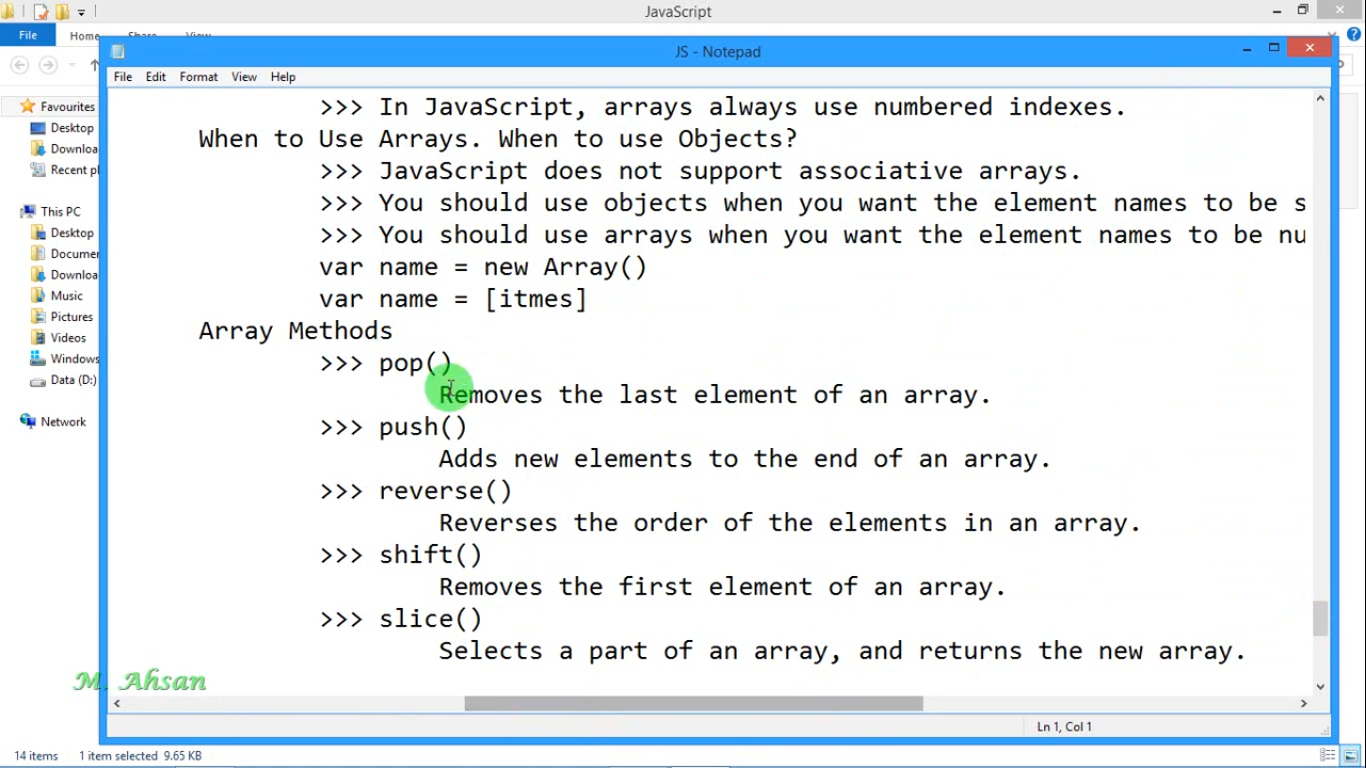 JavaScript
File Home Share View
JS - Notepad
File Edit Format View Help
Favourites
Desktop
Downloa
Recent pl
This PC
Desktop
Documer
Downloa
Music
Pictures
Videos
Windows
Data (D:)
Network
>>> In JavaScript, arrays always use numbered indexes.
When to Use Arrays. When to use Objects?
>>> JavaScript does not support associative arrays.
>>> You should use objects when you want the element names to be s
>>> You should use arrays when you want the element names to be nu
var name = new Array()
var name = [itmes]
Array Methods
>>> pop()
Removes the last element of an array.
>>> push()
Adds new elements to the end of an array.
>>> reverse()
Reverses the order of the elements in an array.
>>> shift()
Removes the first element of an array.
>>> slice()
Selects a part of an array, and returns the new array.
M. Ahsan
Ln 1, Col 1
14 items 1 item selected 9.65 KB